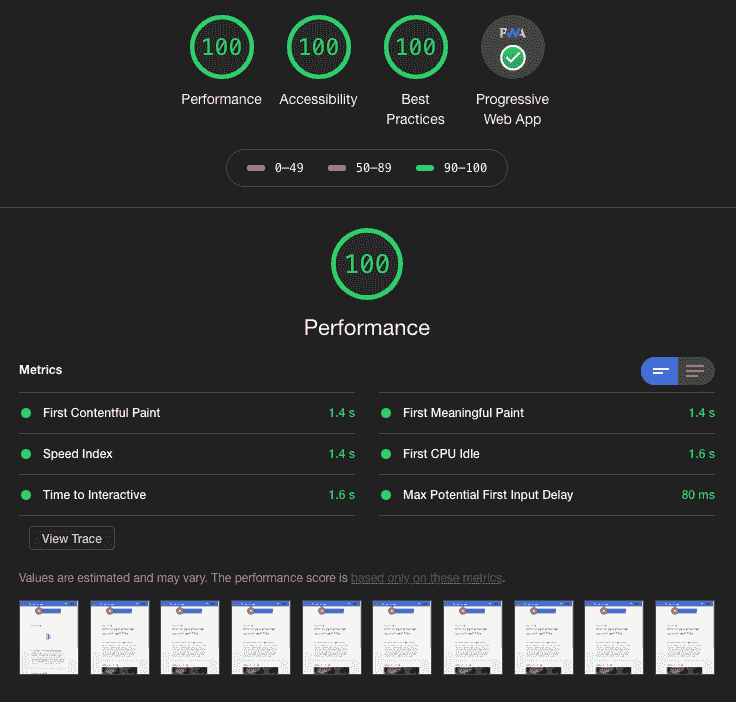 100
100
100
PWA
Performance
Accessibility
Best
Practices
Progressive
Web App
0–49
50–89
90–100
100
Performance
Metrics
First Contentful Paint
1.4 s
First Meaningful Paint
1.4 s
Speed Index
1.4 s
First CPU Idle
1.6 s
Time to Interactive
1.6 s
Max Potential First Input Delay
80 ms
View Trace
Values are estimated and may vary. The performance score is based only on these metrics.